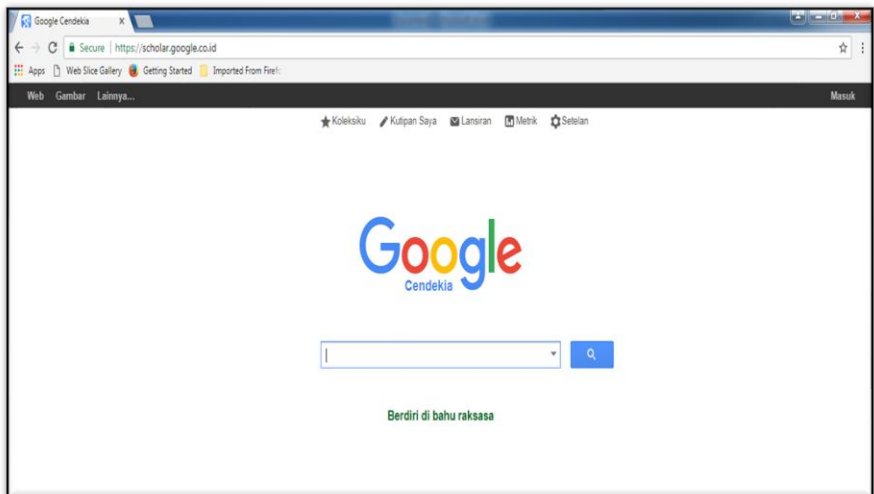 Google Cendekia
Secure | https://scholar.google.co.id
Apps Web Slice Gallery Getting Started Imported From
Web Gambar Lainnya... Masuk
Koleksiku Kutipan Saya Lansiran Metrik Setelan
Google
Cendekia
Berdiri di bahu raksasa